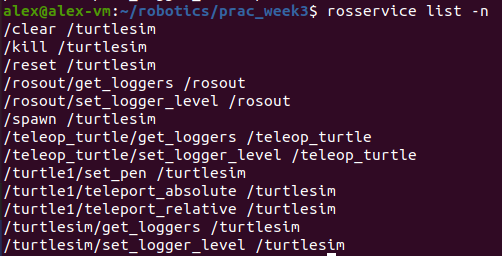 alex@alex-vm:~/robotics/prac_week3$ rosservice list -n
/clear /turtlesim
/kill /turtlesim
/reset /turtlesim
/rosout/get_loggers /rosout
/rosout/set_logger_level /rosout
/spawn /turtlesim
/teleop_turtle/get_loggers /teleop_turtle
/teleop_turtle/set_logger_level /teleop_turtle
/turtle1/set_pen /turtlesim
/turtle1/teleport_absolute /turtlesim
/turtle1/teleport_relative /turtlesim
/turtlesim/get_loggers /turtlesim
/turtlesim/set_logger_level /turtlesim